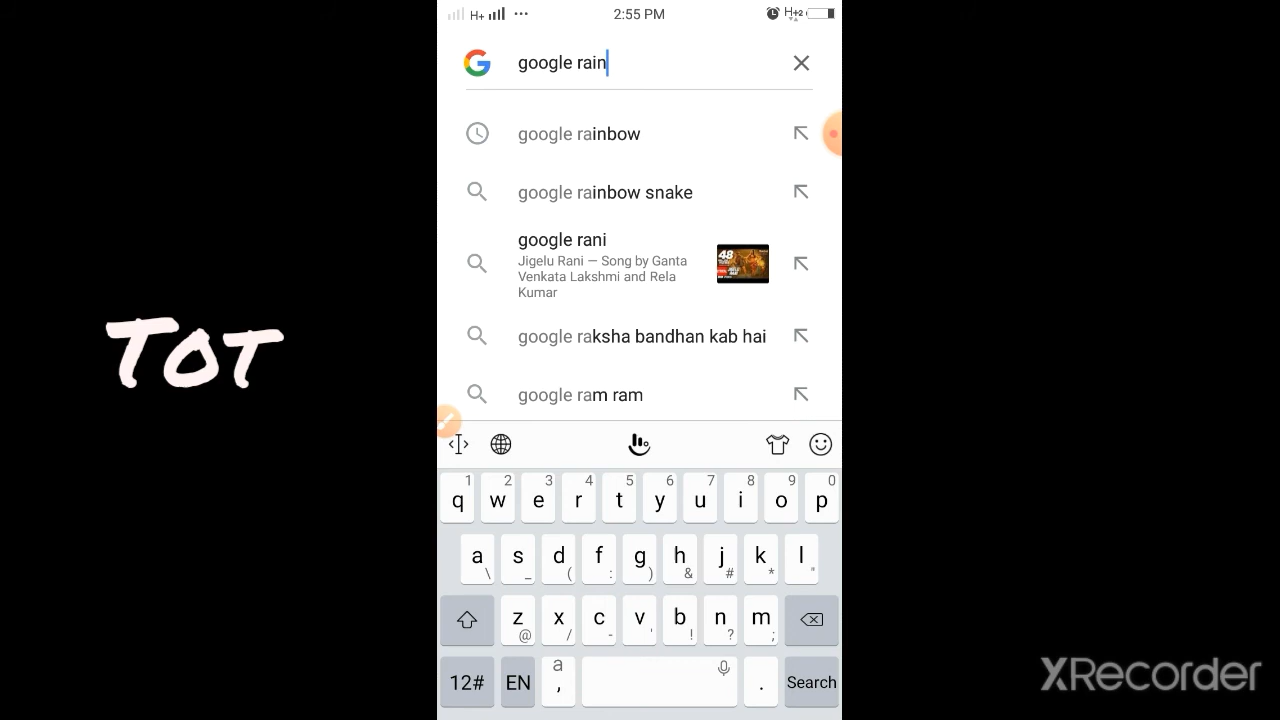 H+ ... 2:55 PM H+2
google rain
google rainbow
google rainbow snake
google rani
Jigelu Rani — Song by Ganta
Venkata Lakshmi and Rela
Kumar
48
google raksha bandhan kab hai
google ram ram
Tot
1 2 3 4 5 6 7 8 9 0
q w e r t y u i o p
a s d f g h j k l
\ _ ( : ) & # * "
z x c v b n m
@ / - ' ! ? ;
12# EN a , . Search
XRecorder